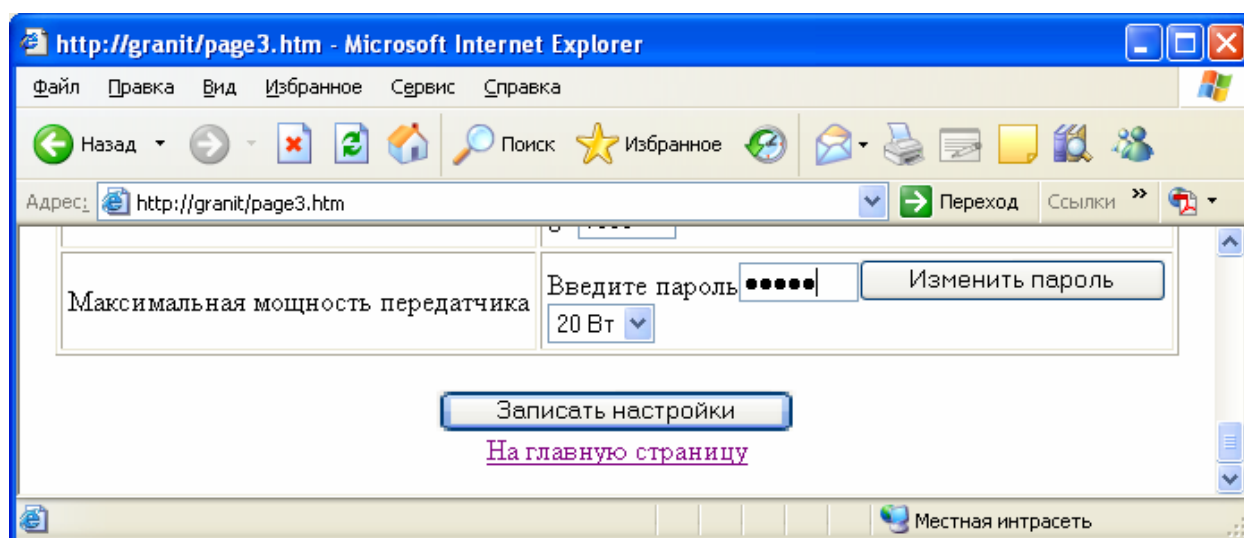 http://granit/page3.htm - Microsoft Internet Explorer
Файл Правка Вид Избранное Сервис Справка
Назад Поиск Избранное
Адрес: http://granit/page3.htm Переход Ссылки »
Введите пароль ●●●●● Изменить пароль
Максимальная мощность передатчика
20 Вт
Записать настройки
На главную страницу
Местная интрасеть